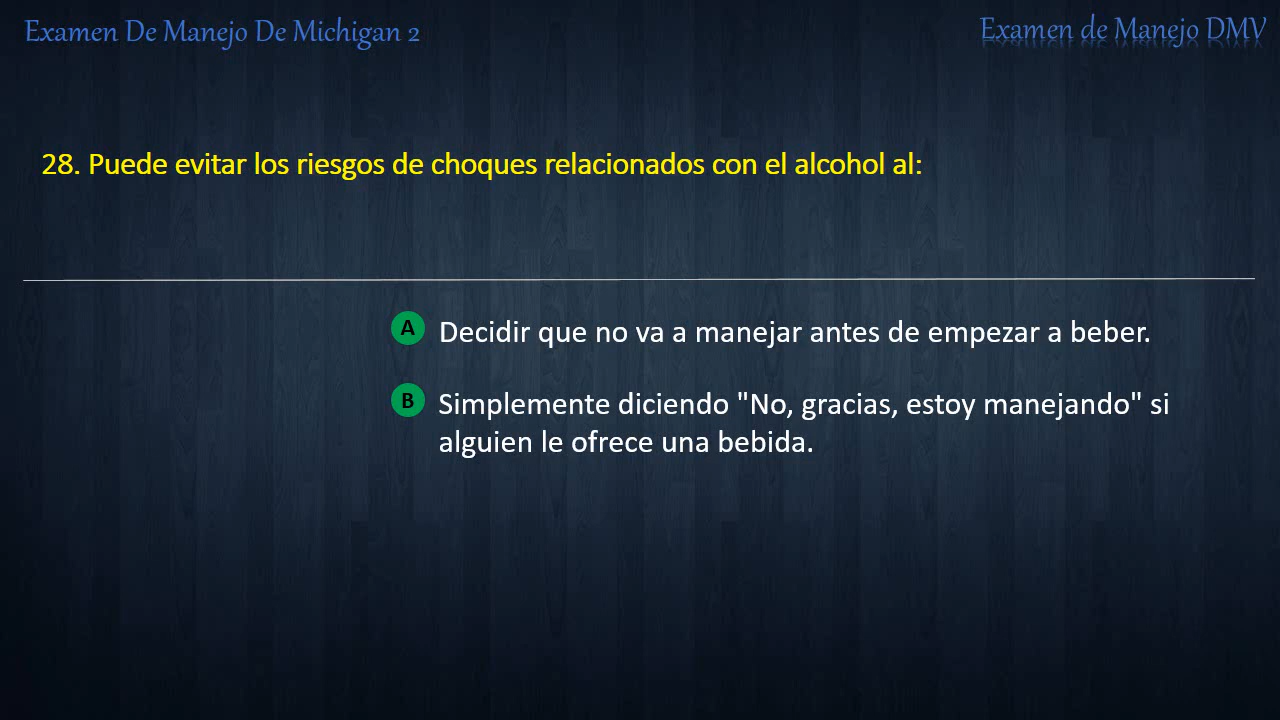 Examen De Manejo De Michigan 2
Examen de Manejo DMV
28. Puede evitar los riesgos de choques relacionados con el alcohol al:
A Decidir que no va a manejar antes de empezar a beber.
B Simplemente diciendo "No, gracias, estoy manejando" si
alguien le ofrece una bebida.